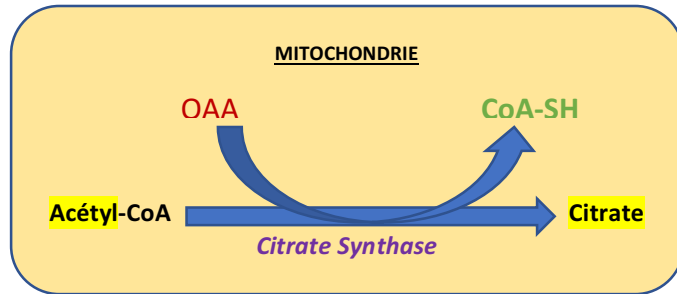 MITOCHONDRIE
OAA CoA-SH
Acétyl-CoA Citrate
Citrate Synthase